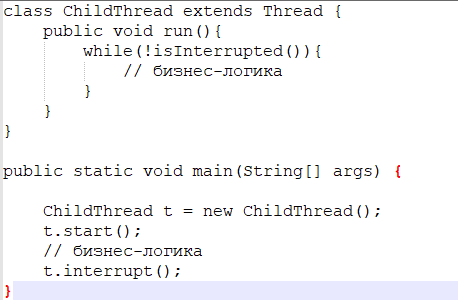 class ChildThread extends Thread {
    public void run(){
        while(!isInterrupted()){
            // бизнес-логика
        }
    }
}

public static void main(String[] args) {

    ChildThread t = new ChildThread();
    t.start();
    // бизнес-логика
    t.interrupt();
}